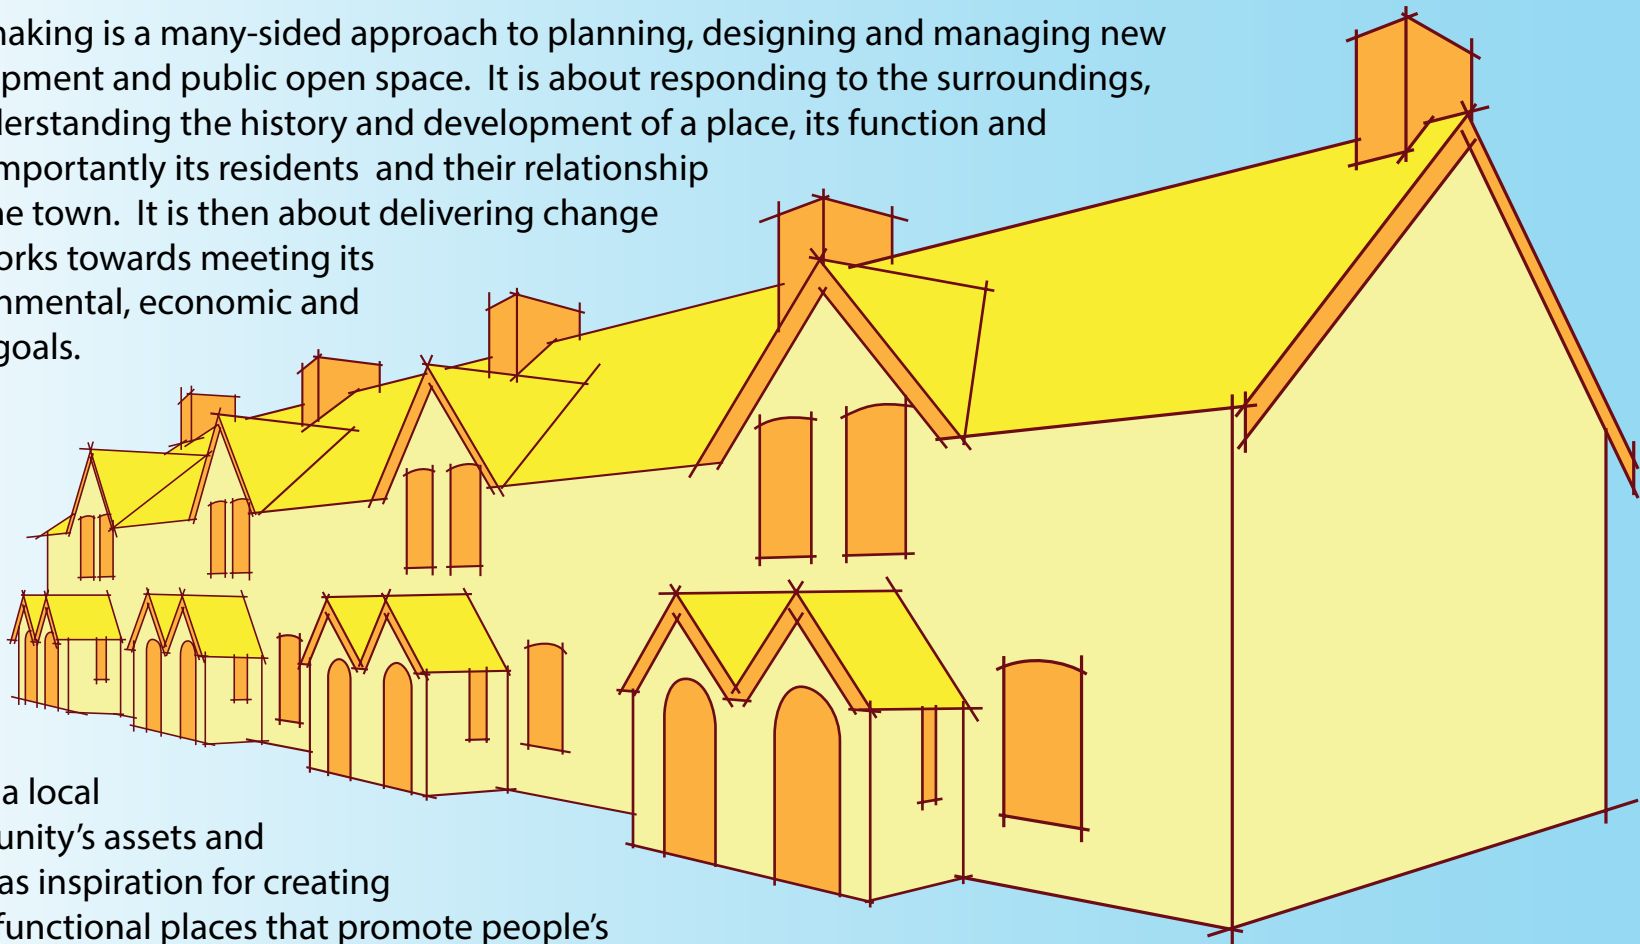 naking is a many-sided approach to planning, designing and managing new
pment and public open space.  It is about responding to the surroundings,
derstanding the history and development of a place, its function and
mportantly its residents  and their relationship
e town.  It is then about delivering change
orks towards meeting its
nmental, economic and
goals.
a local
unity’s assets and
as inspiration for creating
functional places that promote people’s